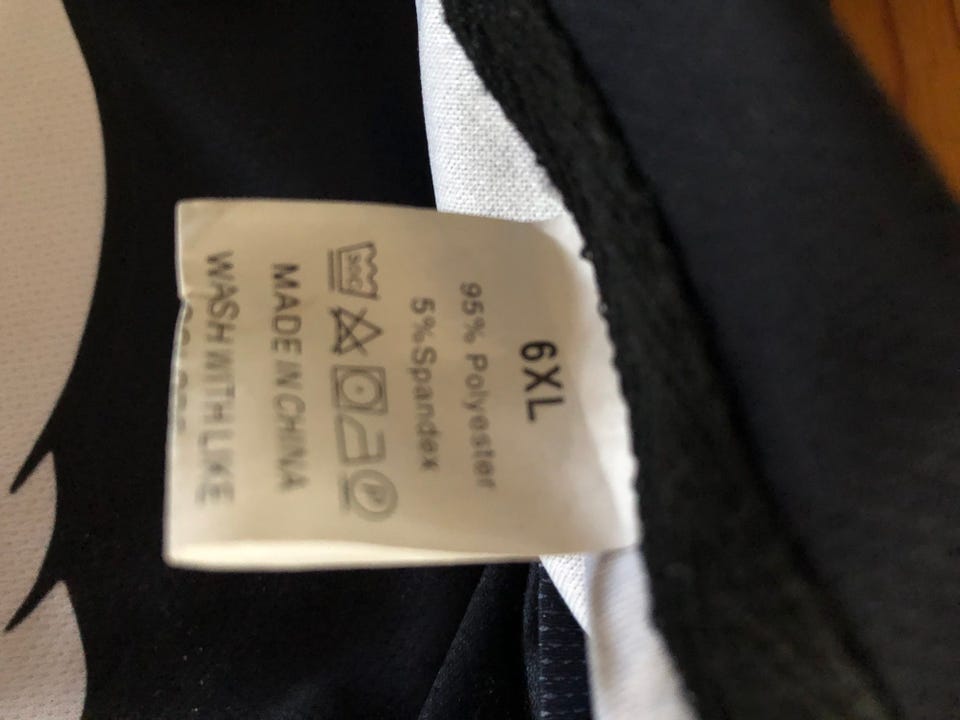 6XL
95% Polyester
5%Spandex
P
MADE IN CHINA
WASH WITH LIKE